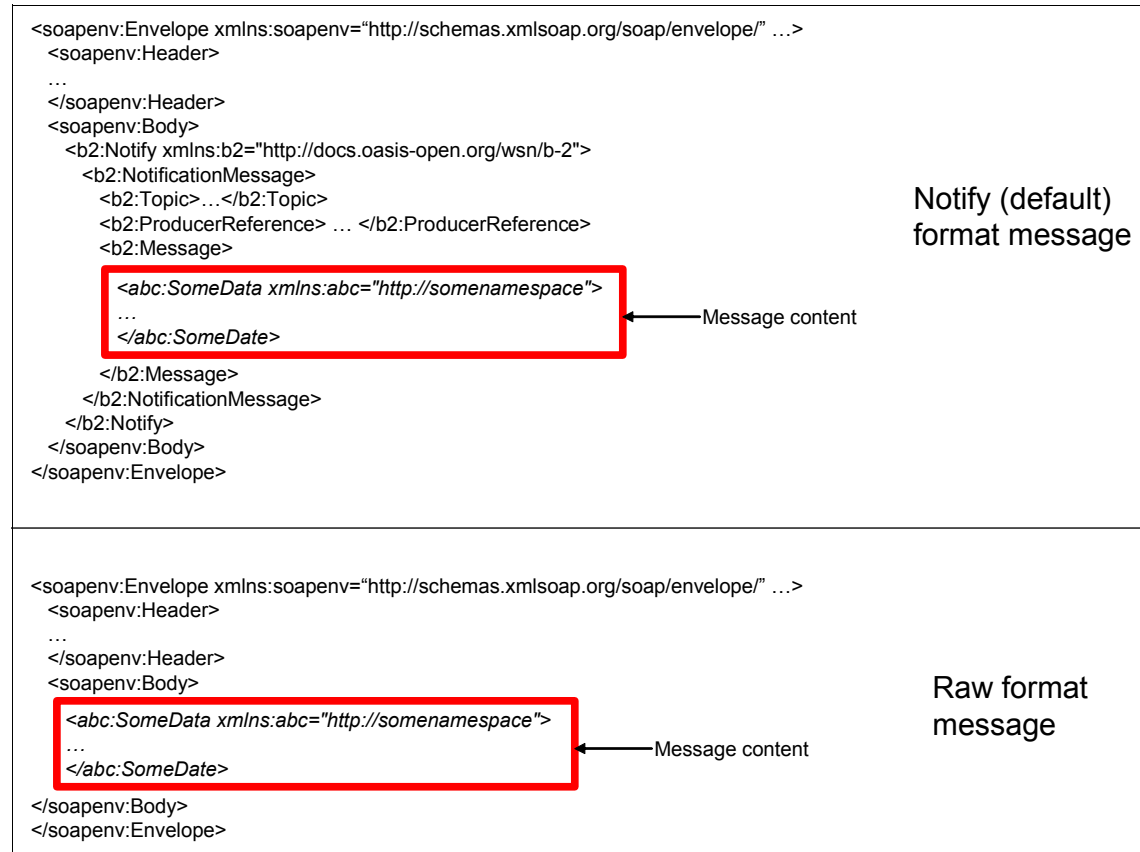 <soapenv:Envelope xmlns:soapenv=“http://schemas.xmlsoap.org/soap/envelope/” …>
<soapenv:Header>
…
</soapenv:Header>
<soapenv:Body>
<b2:Notify xmlns:b2="http://docs.oasis-open.org/wsn/b-2">
<b2:NotificationMessage>
<b2:Topic>…</b2:Topic>
<b2:ProducerReference> … </b2:ProducerReference>
<b2:Message>
<abc:SomeData xmlns:abc="http://somenamespace">
…
</abc:SomeDate>
</b2:Message>
</b2:NotificationMessage>
</b2:Notify>
</soapenv:Body>
</soapenv:Envelope>
Notify (default)
format message
Message content
<soapenv:Envelope xmlns:soapenv=“http://schemas.xmlsoap.org/soap/envelope/” …>
<soapenv:Header>
…
</soapenv:Header>
<soapenv:Body>
<abc:SomeData xmlns:abc="http://somenamespace">
…
</abc:SomeDate>
</soapenv:Body>
</soapenv:Envelope>
Raw format
message
Message content